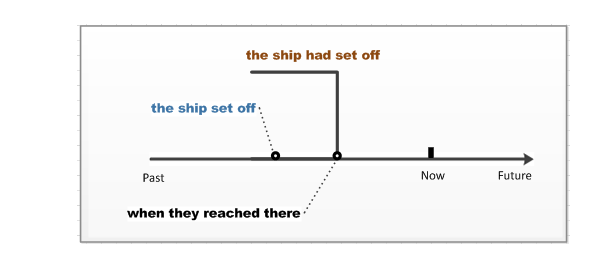 the ship had set off
the ship set off
Past
Now
Future
when they reached there